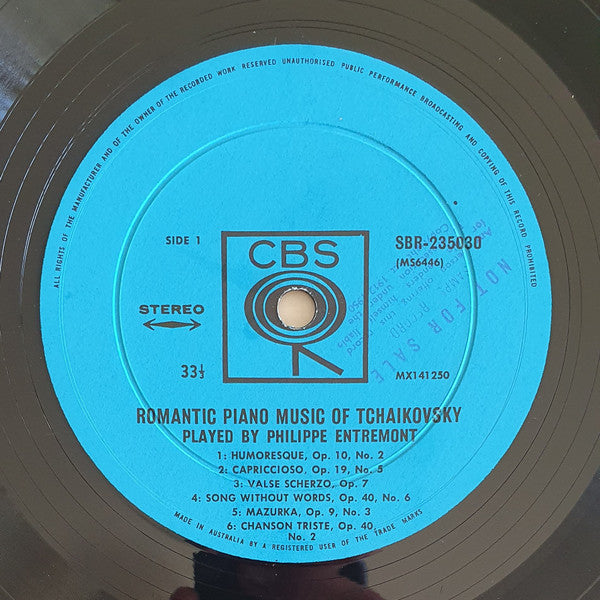 ALL RIGHTS OF THE MANUFACTURER AND OF THE OWNER OF THE RECORDED WORK RESERVED UNAUTHORISED PUBLIC PERFORMANCE BROADCASTING AND COPYING OF THIS RECORD PROHIBITED
SIDE 1
CBS
SBR-235030
(MS6446)
STEREO
33⅓
MX141250
NOT FOR SALE
ROMANTIC PIANO MUSIC OF TCHAIKOVSKY
PLAYED BY PHILIPPE ENTREMONT
1: HUMORESQUE, Op. 10, No. 2
2: CAPRICCIOSO, Op. 19, No. 5
3: VALSE SCHERZO, Op. 7
4: SONG WITHOUT WORDS, Op. 40, No. 6
5: MAZURKA, Op. 9, No. 3
6: CHANSON TRISTE, Op. 40,
No. 2
MADE IN AUSTRALIA BY A REGISTERED USER OF THE TRADE MARKS